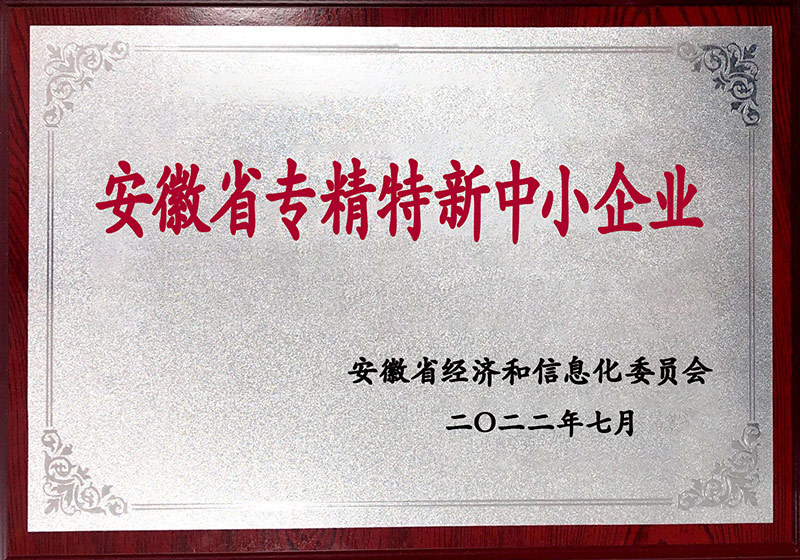 安徽省专精特新中小企业
安徽省经济和信息化委员会
二〇二二年七月